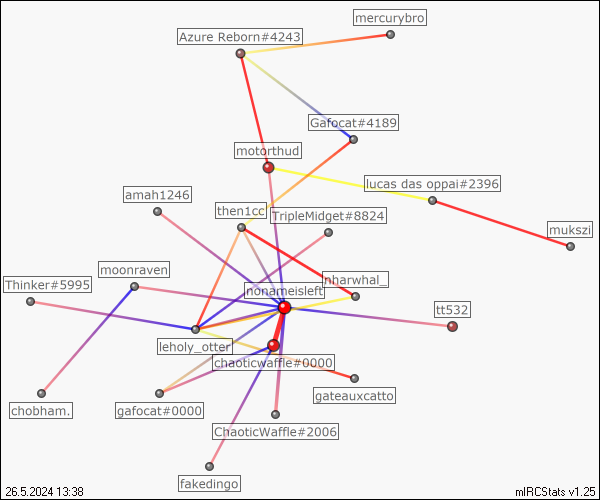 mercurybro
Azure Reborn#4243
Gafocat#4189
motorthud
lucas das oppai#2396
amah1246
then1cc
TripleMidget#8824
mukszi
moonraven
nharwhal_
Thinker#5995
nonameisleft
tt532
leholy_otter
chaoticwaffle#0000
gateauxcatto
chobham.
gafocat#0000
ChaoticWaffle#2006
fakedingo
26.5.2024 13:38
mIRCStats v1.25